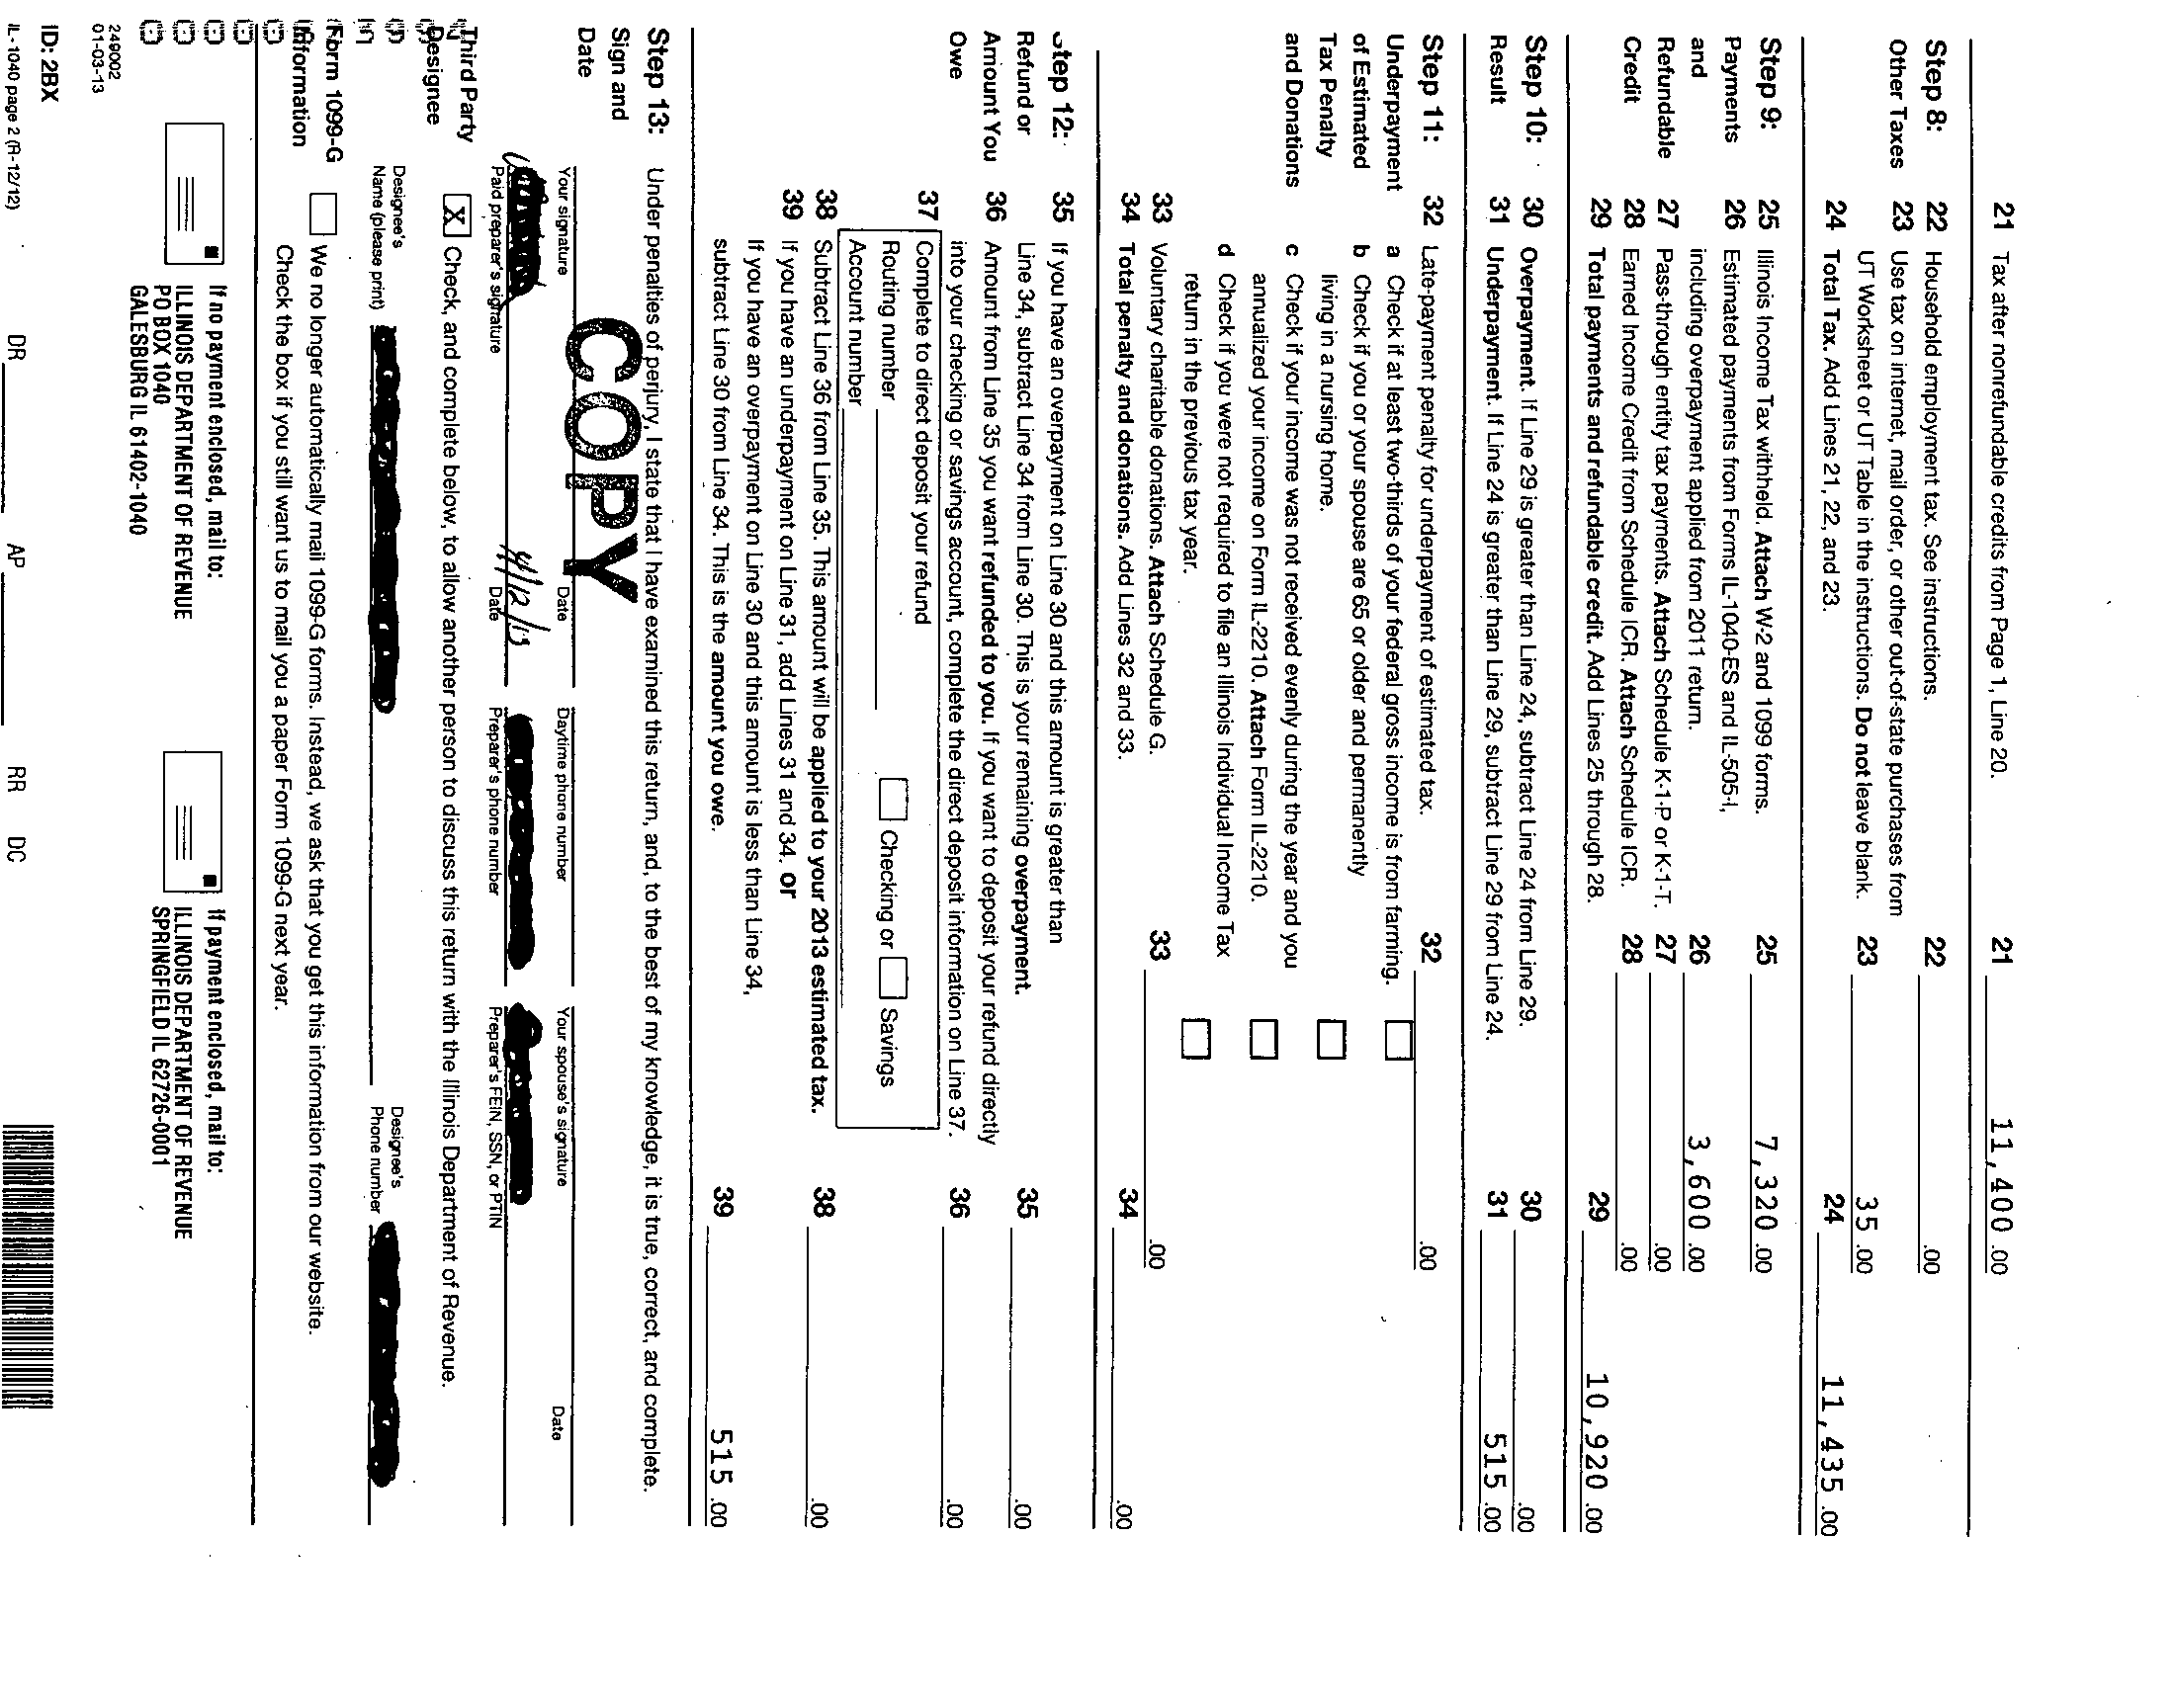 21 Tax after nonrefundable credits from Page 1, Line 20. 21 11,400 .00
Step 8: 22 Household employment tax. See instructions. 22 .00
Other Taxes 23 Use tax on internet, mail order, or other out-of-state purchases from
UT Worksheet or UT Table in the instructions. Do not leave blank. 23 35 .00
24 Total Tax. Add Lines 21, 22, and 23. 24 11,435 .00
Step 9: 25 Illinois Income Tax withheld. Attach W-2 and 1099 forms. 25 7,320 .00
Payments 26 Estimated payments from Forms IL-1040-ES and IL-505-I,
and including overpayment applied from 2011 return. 26 3,600 .00
Refundable 27 Pass-through entity tax payments. Attach Schedule K-1-P or K-1-T. 27 .00
Credit 28 Earned Income Credit from Schedule ICR. Attach Schedule ICR. 28 .00
29 Total payments and refundable credit. Add Lines 25 through 28. 29 10,920 .00
Step 10: 30 Overpayment. If Line 29 is greater than Line 24, subtract Line 24 from Line 29. 30 .00
Result 31 Underpayment. If Line 24 is greater than Line 29, subtract Line 29 from Line 24. 31 515 .00
Step 11: 32 Late-payment penalty for underpayment of estimated tax. 32 .00
Underpayment a Check if at least two-thirds of your federal gross income is from farming.
of Estimated b Check if you or your spouse are 65 or older and permanently
Tax Penalty living in a nursing home.
and Donations c Check if your income was not received evenly during the year and you
annualized your income on Form IL-2210. Attach Form IL-2210.
d Check if you were not required to file an Illinois Individual Income Tax
return in the previous tax year.
33 Voluntary charitable donations. Attach Schedule G. 33 .00
34 Total penalty and donations. Add Lines 32 and 33. 34 .00
Step 12: 35 If you have an overpayment on Line 30 and this amount is greater than
Refund or Line 34, subtract Line 34 from Line 30. This is your remaining overpayment. 35 .00
Amount You 36 Amount from Line 35 you want refunded to you. If you want to deposit your refund directly
Owe into your checking or savings account, complete the direct deposit information on Line 37. 36 .00
37 Complete to direct deposit your refund
Routing number Checking or Savings
Account number
38 Subtract Line 36 from Line 35. This amount will be applied to your 2013 estimated tax. 38 .00
39 If you have an underpayment on Line 31, add Lines 31 and 34. or
If you have an overpayment on Line 30 and this amount is less than Line 34,
subtract Line 30 from Line 34. This is the amount you owe. 39 515 .00
Step 13: Under penalties of perjury, I state that I have examined this return, and, to the best of my knowledge, it is true, correct, and complete.
Sign and
Date
COPY
Your signature Date Daytime phone number Your spouse's signature Date
4/12/13
Paid preparer's signature Date Preparer's phone number Preparer's FEIN, SSN, or PTIN
Third Party
Designee X Check, and complete below, to allow another person to discuss this return with the Illinois Department of Revenue.
Designee's Designee's
Name (please print) Phone number
Form 1099-G We no longer automatically mail 1099-G forms. Instead, we ask that you get this information from our website.
Information Check the box if you still want us to mail you a paper Form 1099-G next year.
If no payment enclosed, mail to: If payment enclosed, mail to:
ILLINOIS DEPARTMENT OF REVENUE ILLINOIS DEPARTMENT OF REVENUE
PO BOX 1040 SPRINGFIELD IL 62726-0001
GALESBURG IL 61402-1040
249002
01-03-13
ID: 2BX
IL-1040 page 2 (R-12/12) DR AP RR DC